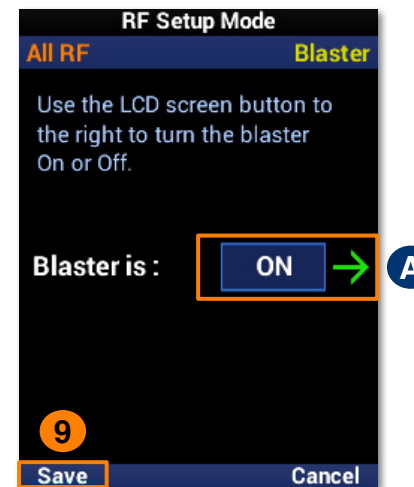 RF Setup Mode
All RF Blaster
Use the LCD screen button to
the right to turn the blaster
On or Off.
Blaster is : ON A
9
Save Cancel